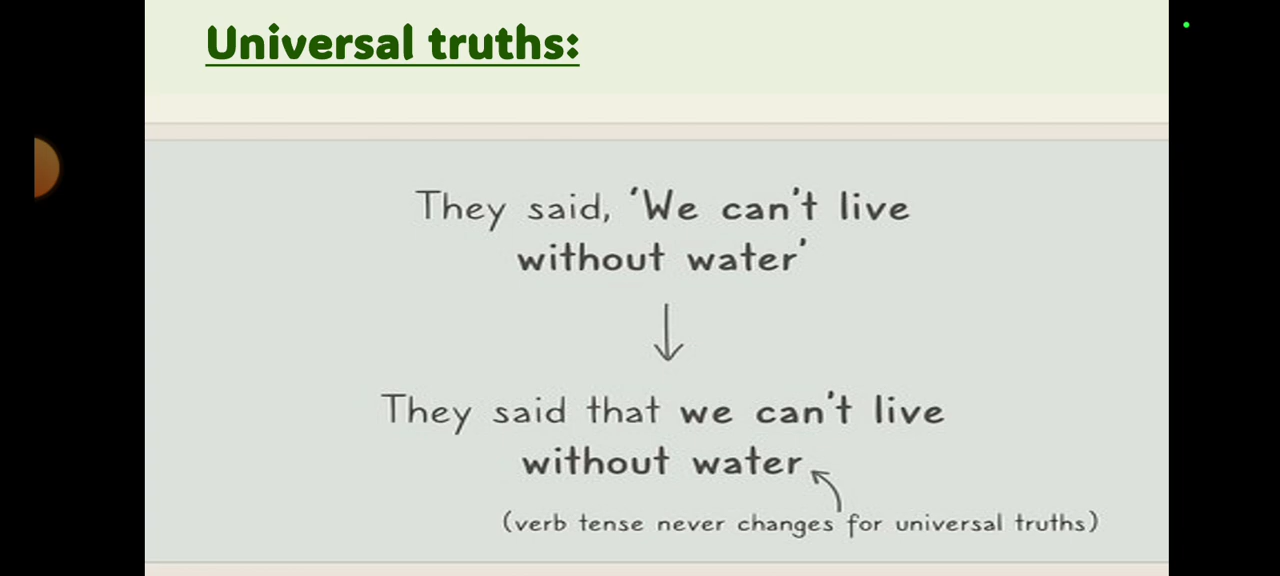 Universal truths:
They said, 'We can't live
without water'
They said that we can't live
without water
(verb tense never changes for universal truths)